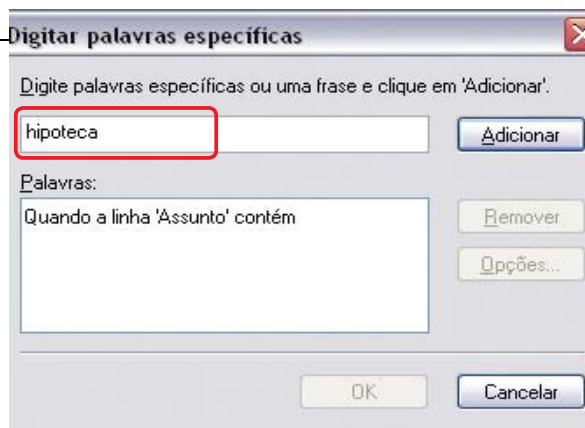 Digitar palavras específicas
Digite palavras específicas ou uma frase e clique em 'Adicionar'.
hipoteca
Adicionar
Palavras:
Quando a linha 'Assunto' contém
Remover
Opções...
OK
Cancelar